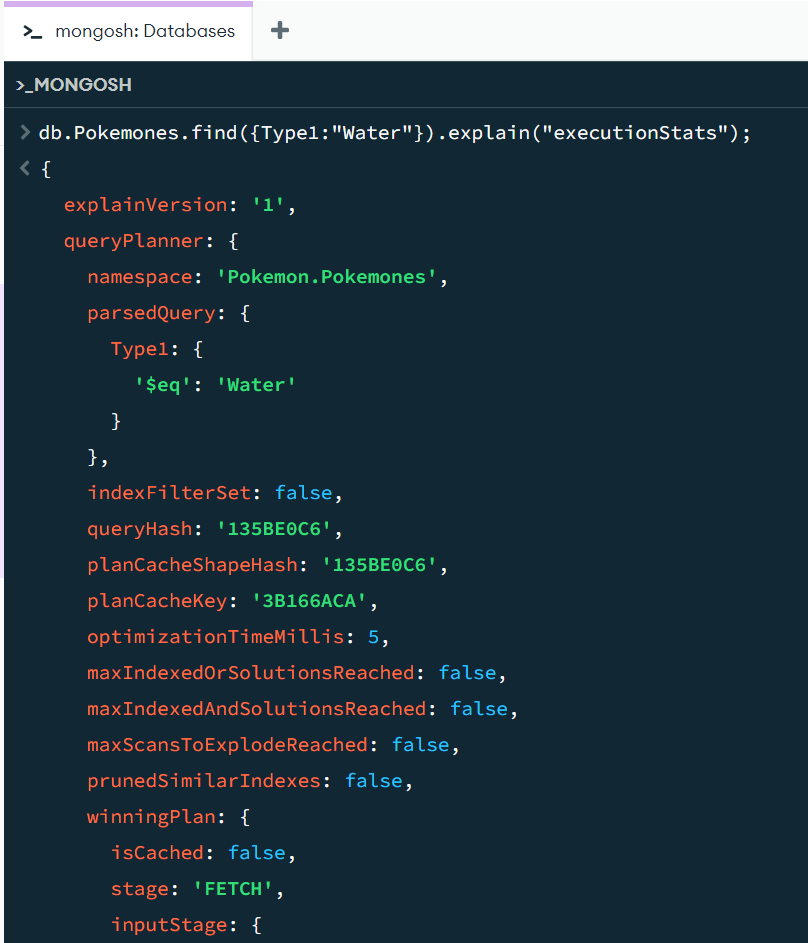 >_ mongosh: Databases +
>_MONGOSH
> db.Pokemones.find({Type1:"Water"}).explain("executionStats");
< {
explainVersion: '1',
queryPlanner: {
namespace: 'Pokemon.Pokemones',
parsedQuery: {
Type1: {
'$eq': 'Water'
}
},
indexFilterSet: false,
queryHash: '135BE0C6',
planCacheShapeHash: '135BE0C6',
planCacheKey: '3B166ACA',
optimizationTimeMillis: 5,
maxIndexedOrSolutionsReached: false,
maxIndexedAndSolutionsReached: false,
maxScansToExplodeReached: false,
prunedSimilarIndexes: false,
winningPlan: {
isCached: false,
stage: 'FETCH',
inputStage: {